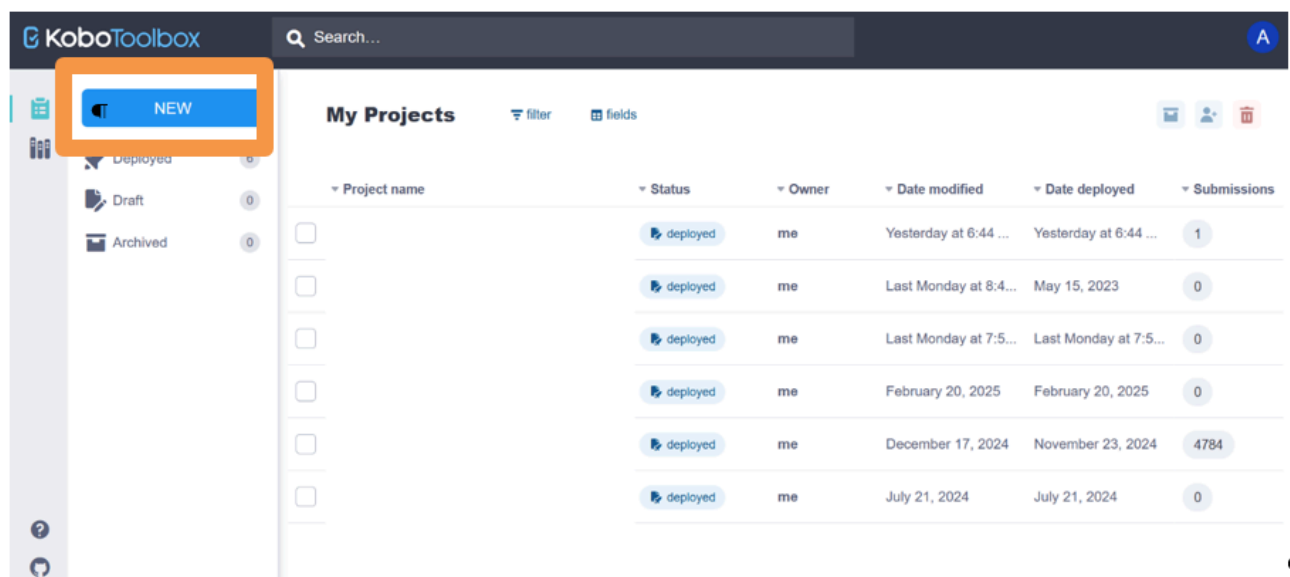 KoboToolbox
Search...
A
¶ NEW
Deployed 6
Draft 0
Archived 0
My Projects filter fields
Project name Status Owner Date modified Date deployed Submissions
deployed me Yesterday at 6:44 ... Yesterday at 6:44 ... 1
deployed me Last Monday at 8:4... May 15, 2023 0
deployed me Last Monday at 7:5... Last Monday at 7:5... 0
deployed me February 20, 2025 February 20, 2025 0
deployed me December 17, 2024 November 23, 2024 4784
deployed me July 21, 2024 July 21, 2024 0